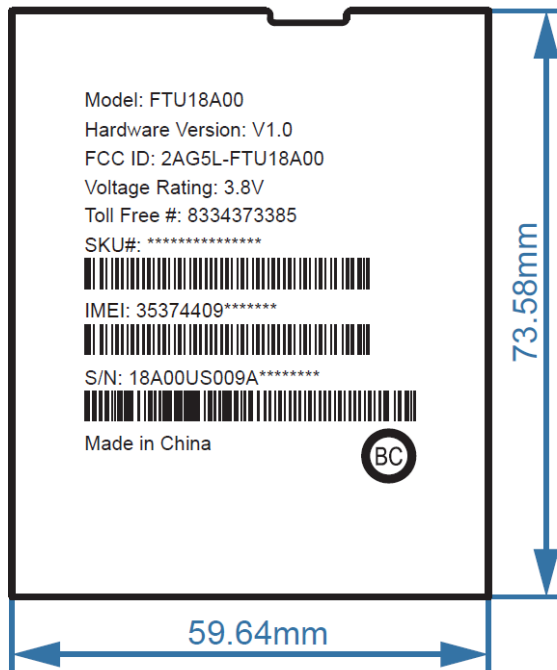 Model: FTU18A00
Hardware Version: V1.0
FCC ID: 2AG5L-FTU18A00
Voltage Rating: 3.8V
Toll Free #: 8334373385
SKU#: ***************
IMEI: 35374409*******
S/N: 18A00US009A********
Made in China
BC
73.58mm
59.64mm